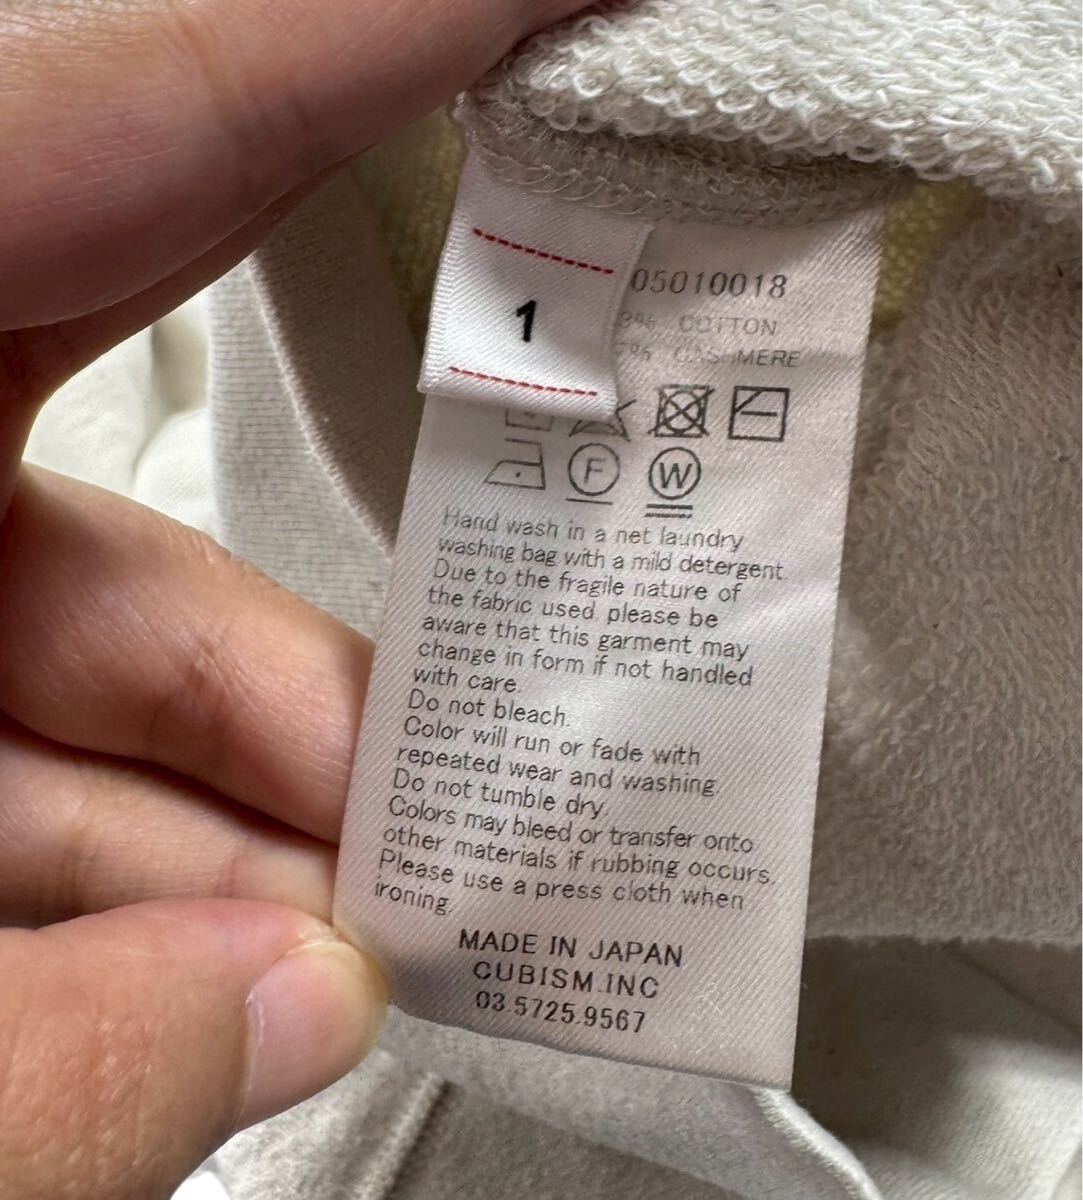 1
05010018
3% COTTON
7% CASHMERE
F
W
Hand wash in a net laundry
washing bag with a mild detergent.
Due to the fragile nature of
the fabric used, please be
aware that this garment may
change in form if not handled
with care.
Do not bleach.
Color will run or fade with
repeated wear and washing.
Do not tumble dry.
Colors may bleed or transfer onto
other materials if rubbing occurs.
Please use a press cloth when
ironing.
MADE IN JAPAN
CUBISM.INC
03.5725.9567